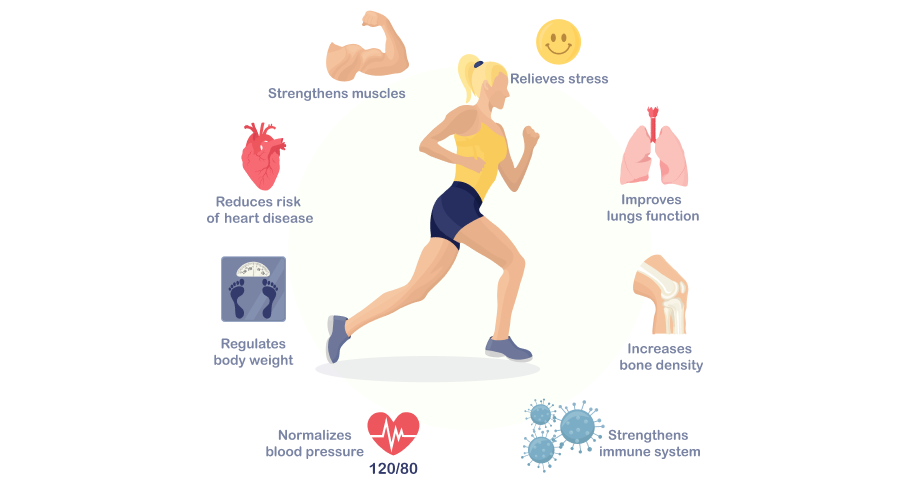 Strengthens muscles
Relieves stress
Reduces risk
of heart disease
Improves
lungs function
Regulates
body weight
Increases
bone density
Normalizes
blood pressure
120/80
Strengthens
immune system